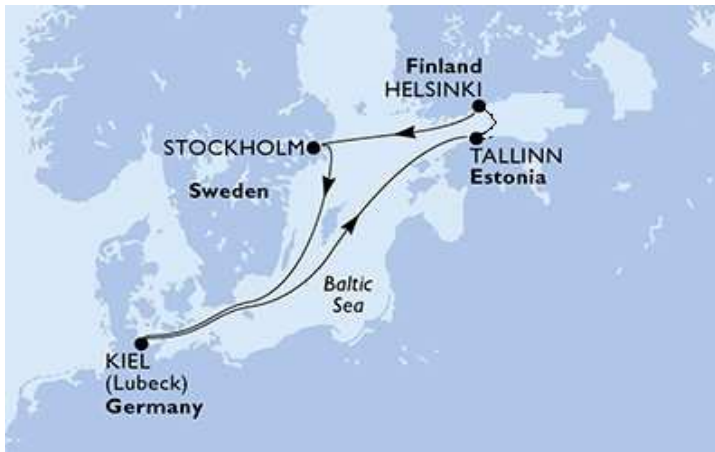 Finland
HELSINKI
STOCKHOLM
TALLINN
Estonia
Sweden
Baltic
Sea
KIEL
(Lubeck)
Germany